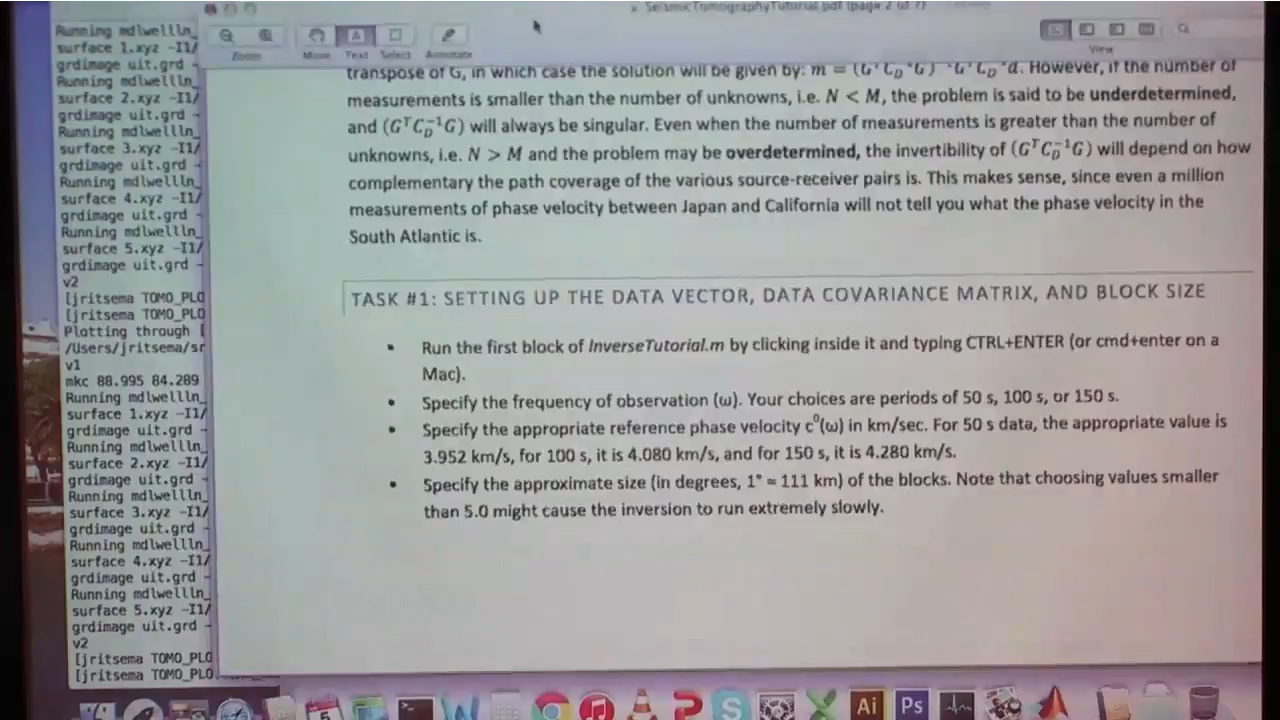 SeismicTomographyTutorial.pdf (page 2 of 7)
Zoom Move Text Select Annotate View
transpose of G, in which case the solution will be given by: m = (GᵀC_D⁻¹G)⁻¹GᵀC_D⁻¹d. However, if the number of
measurements is smaller than the number of unknowns, i.e. N < M, the problem is said to be underdetermined,
and (GᵀC_D⁻¹G) will always be singular. Even when the number of measurements is greater than the number of
unknowns, i.e. N > M and the problem may be overdetermined, the invertibility of (GᵀC_D⁻¹G) will depend on how
complementary the path coverage of the various source-receiver pairs is. This makes sense, since even a million
measurements of phase velocity between Japan and California will not tell you what the phase velocity in the
South Atlantic is.
TASK #1: SETTING UP THE DATA VECTOR, DATA COVARIANCE MATRIX, AND BLOCK SIZE
• Run the first block of InverseTutorial.m by clicking inside it and typing CTRL+ENTER (or cmd+enter on a
Mac).
• Specify the frequency of observation (ω). Your choices are periods of 50 s, 100 s, or 150 s.
• Specify the appropriate reference phase velocity c⁰(ω) in km/sec. For 50 s data, the appropriate value is
3.952 km/s, for 100 s, it is 4.080 km/s, and for 150 s, it is 4.280 km/s.
• Specify the approximate size (in degrees, 1° ≈ 111 km) of the blocks. Note that choosing values smaller
than 5.0 might cause the inversion to run extremely slowly.
Running mdlwellln_
surface 1.xyz -I1/
grdimage uit.grd -
Running mdlwellln_
surface 2.xyz -I1/
grdimage uit.grd -
Running mdlwellln_
surface 3.xyz -I1/
grdimage uit.grd -
Running mdlwellln_
surface 4.xyz -I1/
grdimage uit.grd -
Running mdlwellln_
surface 5.xyz -I1/
grdimage uit.grd -
v2
[jritsema TOMO_PLO
[jritsema TOMO_PLO
Plotting through [
/Users/jritsema/sr
v1
mkc 88.995 84.289
Running mdlwellln_
surface 1.xyz -I1/
grdimage uit.grd -
Running mdlwellln_
surface 2.xyz -I1/
grdimage uit.grd -
Running mdlwellln_
surface 3.xyz -I1/
grdimage uit.grd -
Running mdlwellln_
surface 4.xyz -I1/
grdimage uit.grd -
Running mdlwellln_
surface 5.xyz -I1/
grdimage uit.grd -
v2
[jritsema TOMO_PLO
[jritsema TOMO_PLO
5 W S X Ai Ps